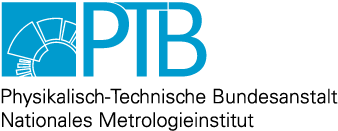 PTB
Physikalisch-Technische Bundesanstalt
Nationales Metrologieinstitut